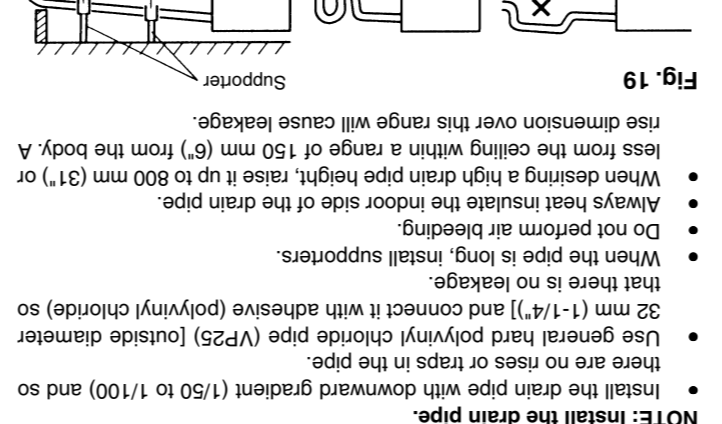 NOTE: Install the drain pipe.
• Install the drain pipe with downward gradient (1/50 to 1/100) and so
there are no rises or traps in the pipe.
• Use general hard polyvinyl chloride pipe (VP25) [outside diameter
32 mm (1-1/4")] and connect it with adhesive (polyvinyl chloride) so
that there is no leakage.
• When the pipe is long, install supporters.
• Do not perform air bleeding.
• Always heat insulate the indoor side of the drain pipe.
• When desiring a high drain pipe height, raise it up to 800 mm (31") or
less from the ceiling within a range of 150 mm (6") from the body. A
rise dimension over this range will cause leakage.
Fig. 19
Supporter